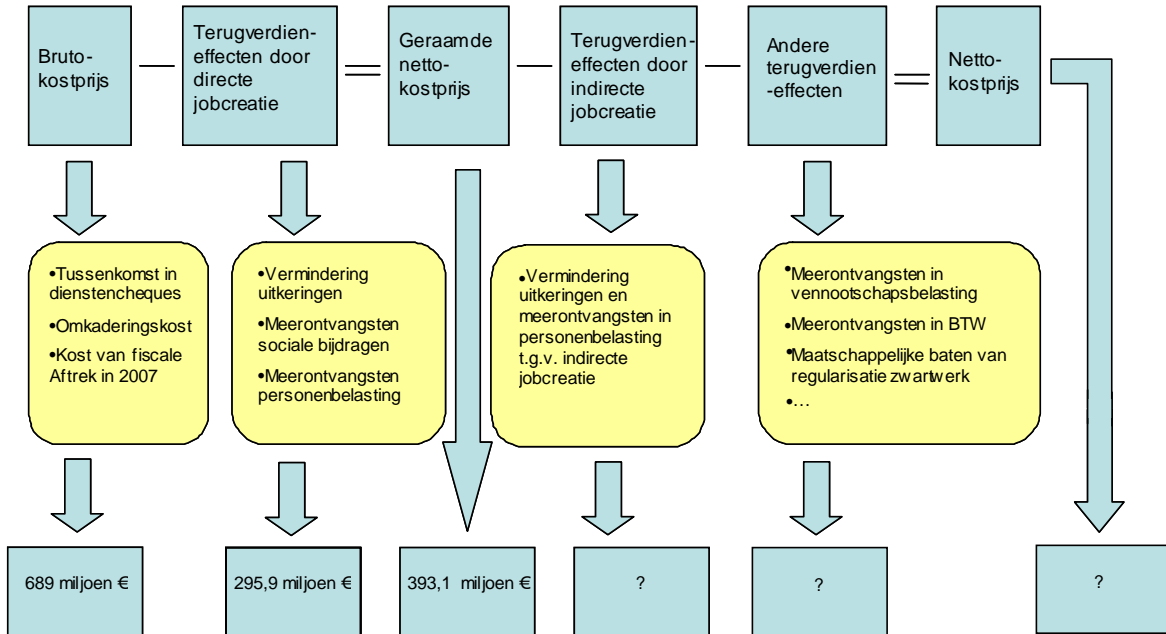 Bruto-
kostprijs
Terugverdien-
effecten door
directe
jobcreatie
Geraamde
netto-
kostprijs
Terugverdien-
effecten door
indirecte
jobcreatie
Andere
terugverdien
-effecten
Netto-
kostprijs
•Tussenkomst in
dienstencheques
•Omkaderingskost
•Kost van fiscale
Aftrek in 2007
•Vermindering
uitkeringen
•Meerontvangsten
sociale bijdragen
•Meerontvangsten
personenbelasting
•Vermindering
uitkeringen en
meerontvangsten in
personenbelasting
t.g.v. indirecte
jobcreatie
•Meerontvangsten in
vennootschapsbelasting
•Meerontvangsten in BTW
•Maatschappelijke baten van
regularisatie zwartwerk
•…
689 miljoen €
295,9 miljoen €
393,1 miljoen €
?
?
?